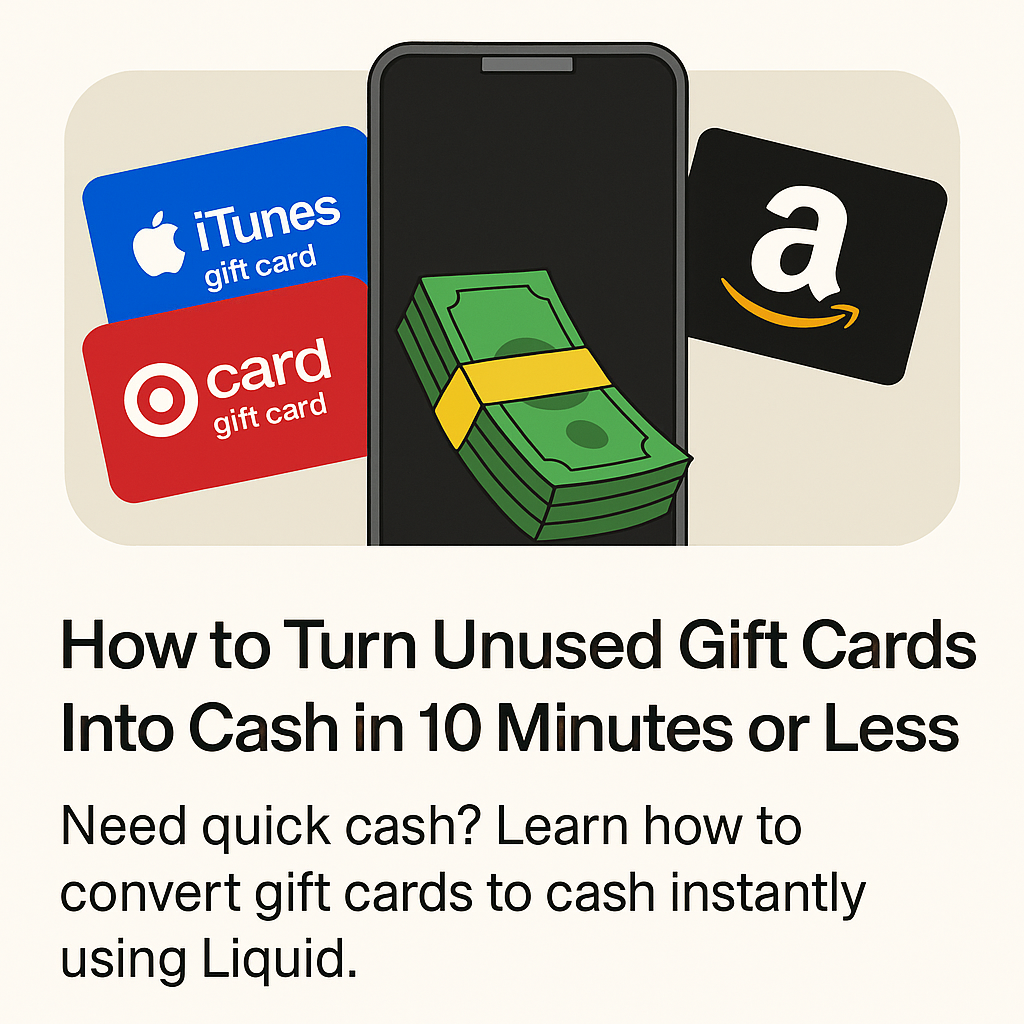 iTunes
gift card
card
gift card
a
How to Turn Unused Gift Cards
Into Cash in 10 Minutes or Less
Need quick cash? Learn how to
convert gift cards to cash instantly
using Liquid.